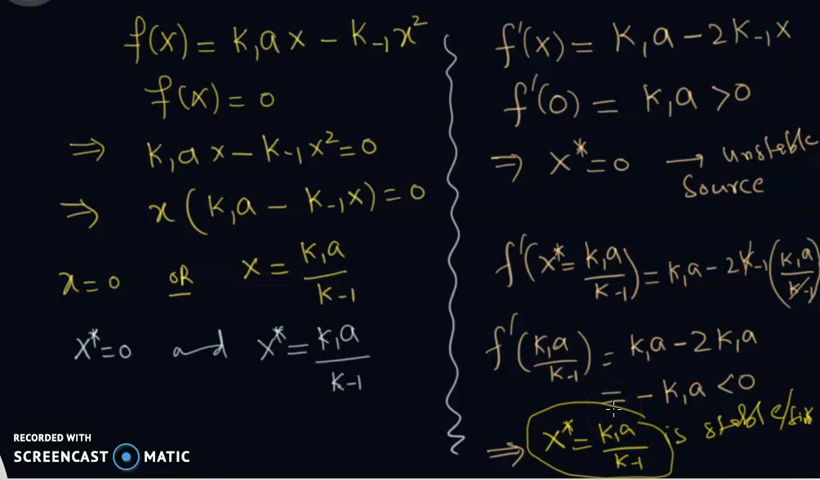 f(x) = k₁ax − k₋₁x²
f(x) = 0
⇒ k₁ax − k₋₁x² = 0
⇒ x(k₁a − k₋₁x) = 0
x = 0 OR x = k₁a/k₋₁
x* = 0 and x* = k₁a/k₋₁
f'(x) = k₁a − 2k₋₁x
f'(0) = k₁a > 0
⇒ x* = 0 → Unstable
Source
f'(x* = k₁a/k₋₁) = k₁a − 2k₋₁(k₁a/k₋₁)
f'(k₁a/k₋₁) = k₁a − 2k₁a
= −k₁a < 0
⇒ x* = k₁a/k₋₁ is stable/
RECORDED WITH
SCREENCAST MATIC